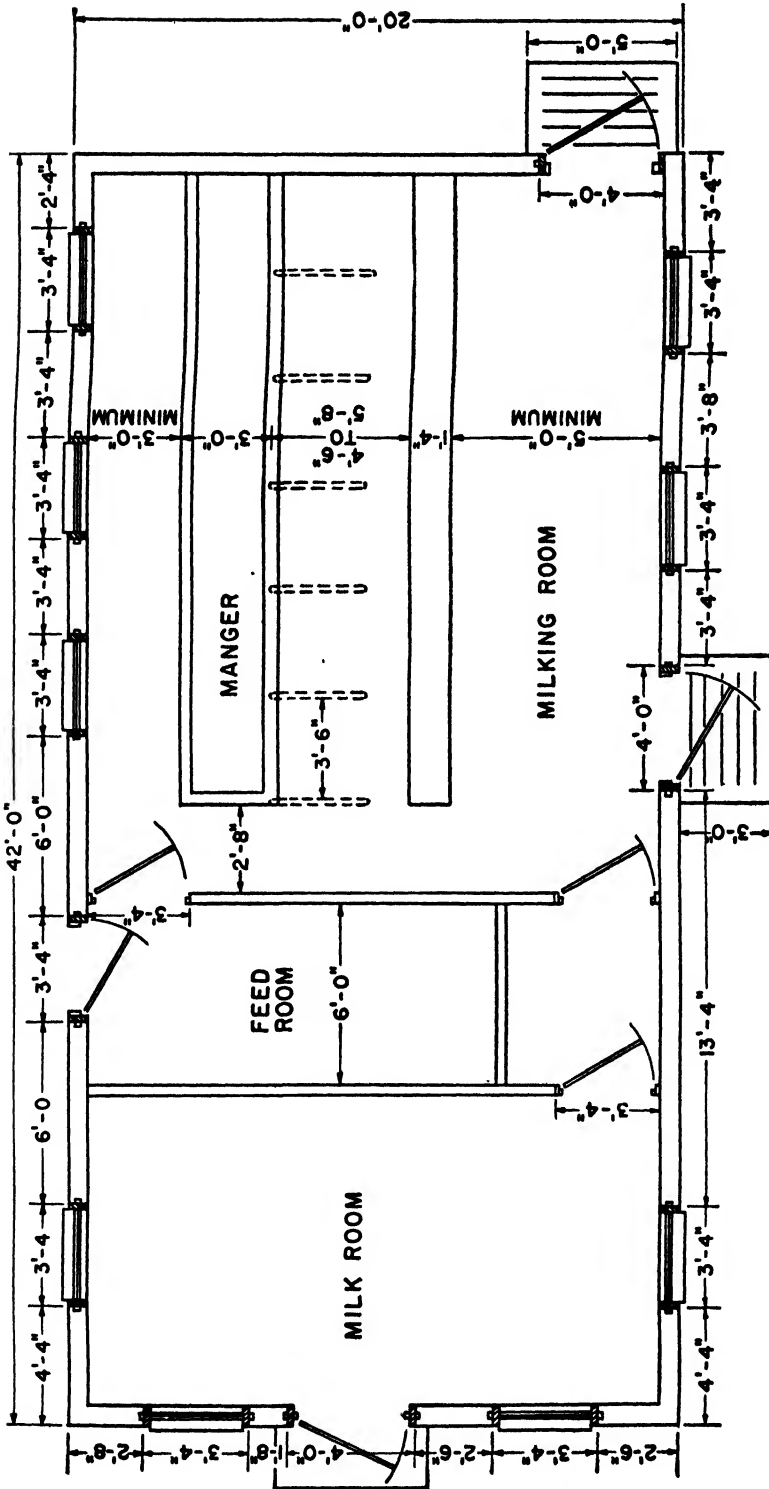 42'-0"
4'-4" 3'-4 6'-0 3'-4" 6'-0" 3'-4" 3'-4" 3'-4" 3'-4" 3'-4" 2'-4"
2'-8"
3'-4"
1'-8
4'-0"
2'-6"
3'-4"
2'-6"
MILK ROOM
FEED
ROOM
6'-0"
3'-4"
3'-4"
2'-8"
MANGER
3'-6"
3'-0"
MINIMUM
3'-0"
4'-6"
TO
5'-8"
1'-4"
5'-0"
MINIMUM
MILKING ROOM
4'-0"
4'-0"
5'-0"
20'-0"
3'-0"
4'-4" 3'-4" 13'-4" 3'-4" 3'-4" 3'-8" 3'-4" 3'-4"